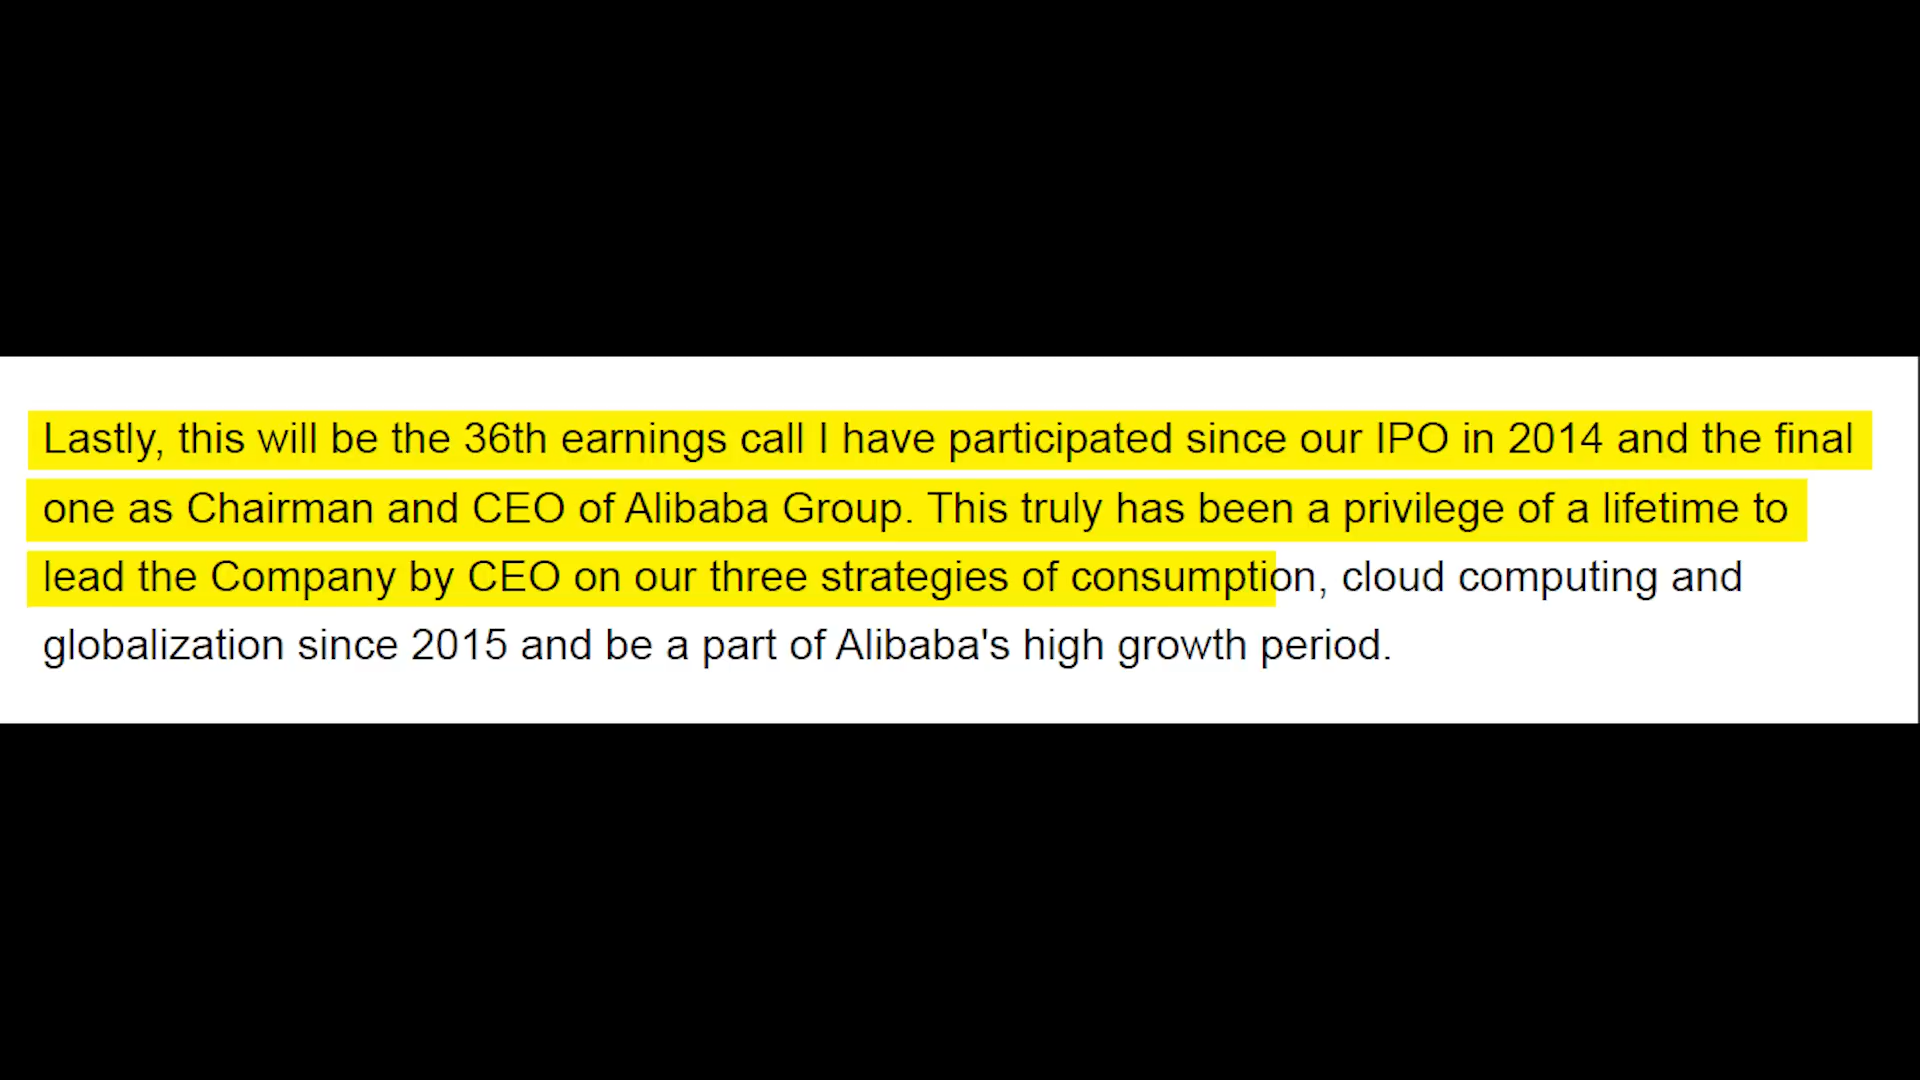 Lastly, this will be the 36th earnings call I have participated since our IPO in 2014 and the final
one as Chairman and CEO of Alibaba Group. This truly has been a privilege of a lifetime to
lead the Company by CEO on our three strategies of consumption, cloud computing and
globalization since 2015 and be a part of Alibaba's high growth period.